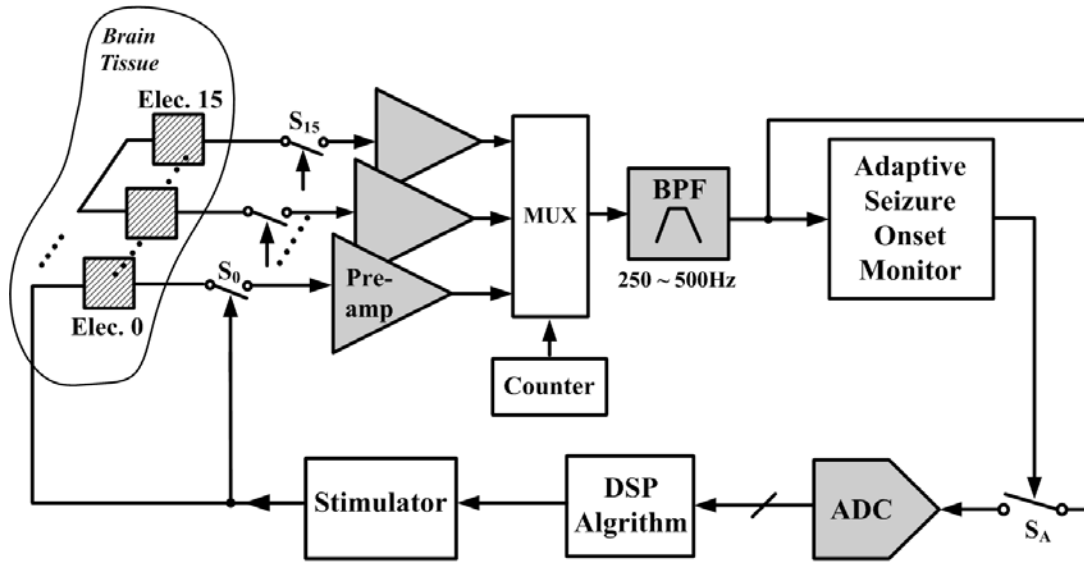 Brain
Tissue
Elec. 15
S15
S0
Elec. 0
Pre-
amp
MUX
Counter
BPF
250 ~ 500Hz
Adaptive
Seizure
Onset
Monitor
Stimulator
DSP
Algrithm
ADC
SA